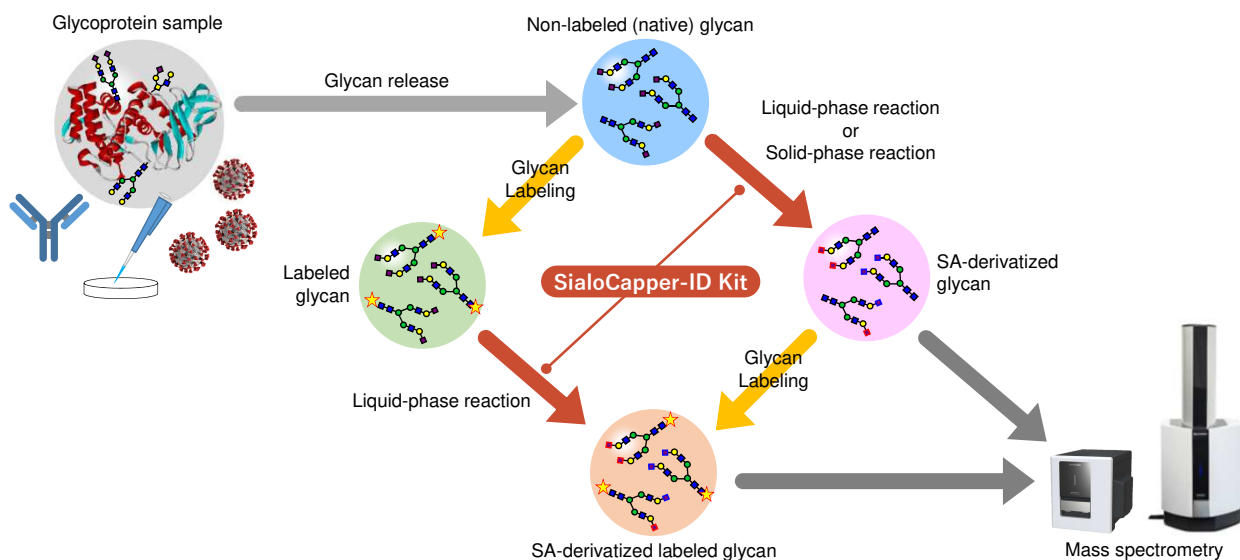 Glycoprotein sample
Non-labeled (native) glycan
Glycan release
Liquid-phase reaction
or
Solid-phase reaction
Glycan
Labeling
Labeled
glycan
SialoCapper-ID Kit
SA-derivatized
glycan
Glycan
Labeling
Liquid-phase reaction
SA-derivatized labeled glycan
Mass spectrometry